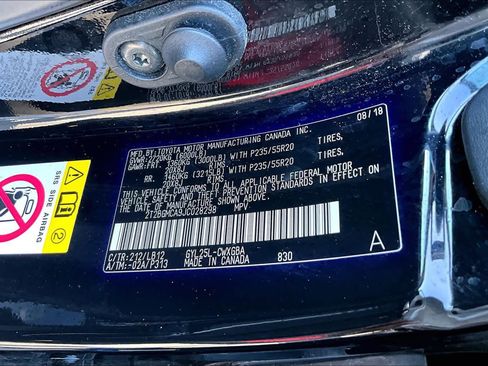 MFD BY: TOYOTA MOTOR MANUFACTURING CANADA INC.
08/18
GVWR: 2720KG (6000LB)
GAWR: FRT. 1360KG (3000LB) WITH P235/55R20 TIRES,
20X8J RIMS
RR. 1460KG (3215LB) WITH P235/55R20 TIRES,
20X8J RIMS
THIS VEHICLE CONFORMS TO ALL APPLICABLE FEDERAL MOTOR
VEHICLE SAFETY AND THEFT PREVENTION STANDARDS IN EFFECT ON
THE DATE OF MANUFACTURE SHOWN ABOVE.
2T2BGMCA9JC028298 MPV
C/TR: 212/LB12 GYL25L-CWXGBA
A/TM: -02A/P313 MADE IN CANADA 830
A
SRS SIDE
AIRBAG
2